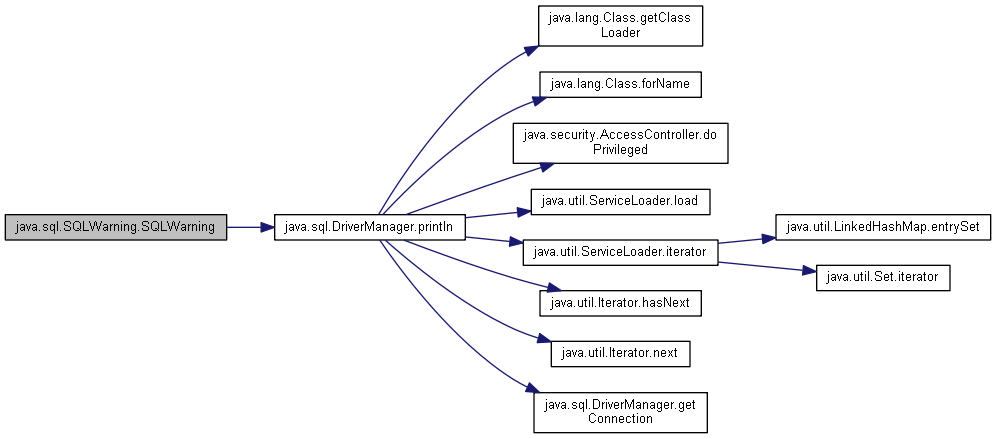 java.lang.Class.getClass
Loader
java.lang.Class.forName
java.security.AccessController.do
Privileged
java.util.ServiceLoader.load
java.sql.SQLWarning.SQLWarning
java.sql.DriverManager.println
java.util.LinkedHashMap.entrySet
java.util.ServiceLoader.iterator
java.util.Set.iterator
java.util.Iterator.hasNext
java.util.Iterator.next
java.sql.DriverManager.get
Connection